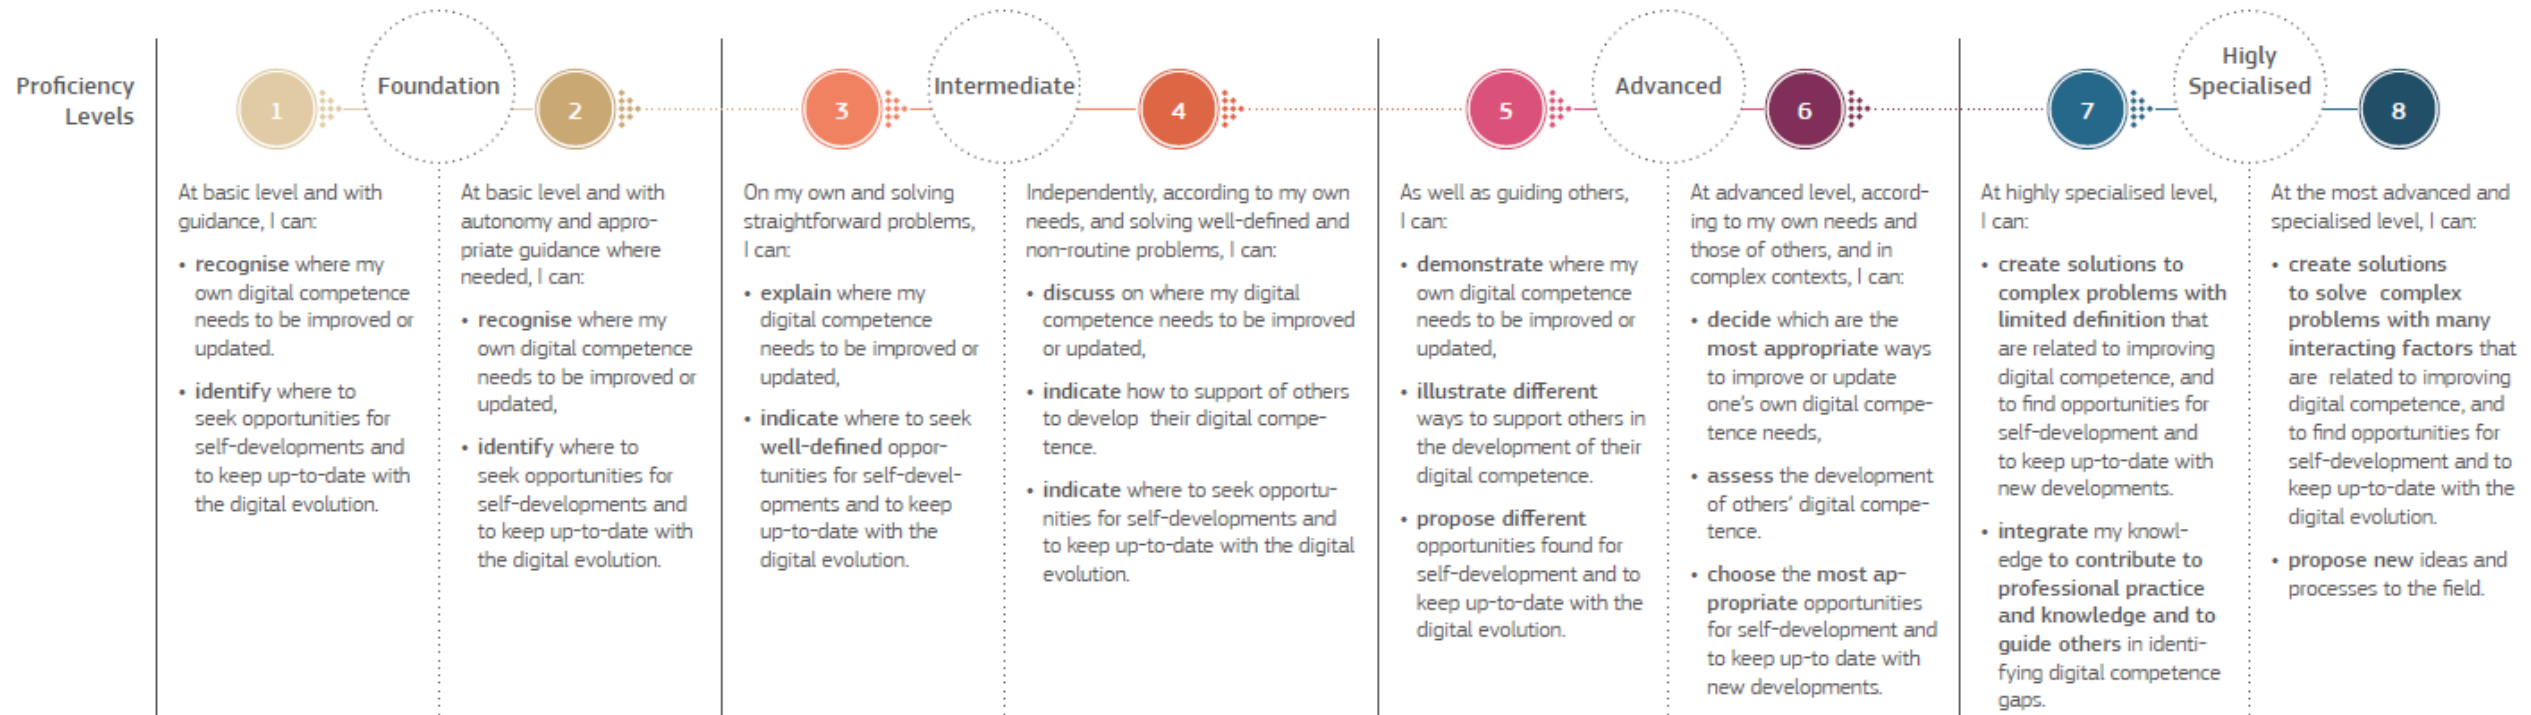 Proficiency
Levels
1
Foundation
2
3
Intermediate
4
5
Advanced
6
7
Higly
Specialised
8
At basic level and with
guidance, I can:
• recognise where my
own digital competence
needs to be improved or
updated.
• identify where to
seek opportunities for
self-developments and
to keep up-to-date with
the digital evolution.
At basic level and with
autonomy and appro-
priate guidance where
needed, I can:
• recognise where my
own digital competence
needs to be improved or
updated,
• identify where to
seek opportunities for
self-developments and
to keep up-to-date with
the digital evolution.
On my own and solving
straightforward problems,
I can:
• explain where my
digital competence
needs to be improved or
updated,
• indicate where to seek
well-defined oppor-
tunities for self-devel-
opments and to keep
up-to-date with the
digital evolution.
Independently, according to my own
needs, and solving well-defined and
non-routine problems, I can:
• discuss on where my digital
competence needs to be improved
or updated,
• indicate how to support of others
to develop their digital compe-
tence.
• indicate where to seek opportu-
nities for self-developments and
to keep up-to-date with the digital
evolution.
As well as guiding others,
I can:
• demonstrate where my
own digital competence
needs to be improved or
updated,
• illustrate different
ways to support others in
the development of their
digital competence.
• propose different
opportunities found for
self-development and to
keep up-to-date with the
digital evolution.
At advanced level, accord-
ing to my own needs and
those of others, and in
complex contexts, I can:
• decide which are the
most appropriate ways
to improve or update
one's own digital compe-
tence needs,
• assess the development
of others' digital compe-
tence.
• choose the most ap-
propriate opportunities
for self-development and
to keep up-to date with
new developments.
At highly specialised level,
I can:
• create solutions to
complex problems with
limited definition that
are related to improving
digital competence, and
to find opportunities for
self-development and
to keep up-to-date with
new developments.
• integrate my knowl-
edge to contribute to
professional practice
and knowledge and to
guide others in identi-
fying digital competence
gaps.
At the most advanced and
specialised level, I can:
• create solutions
to solve complex
problems with many
interacting factors that
are related to improving
digital competence, and
to find opportunities for
self-development and to
keep up-to-date with the
digital evolution.
• propose new ideas and
processes to the field.